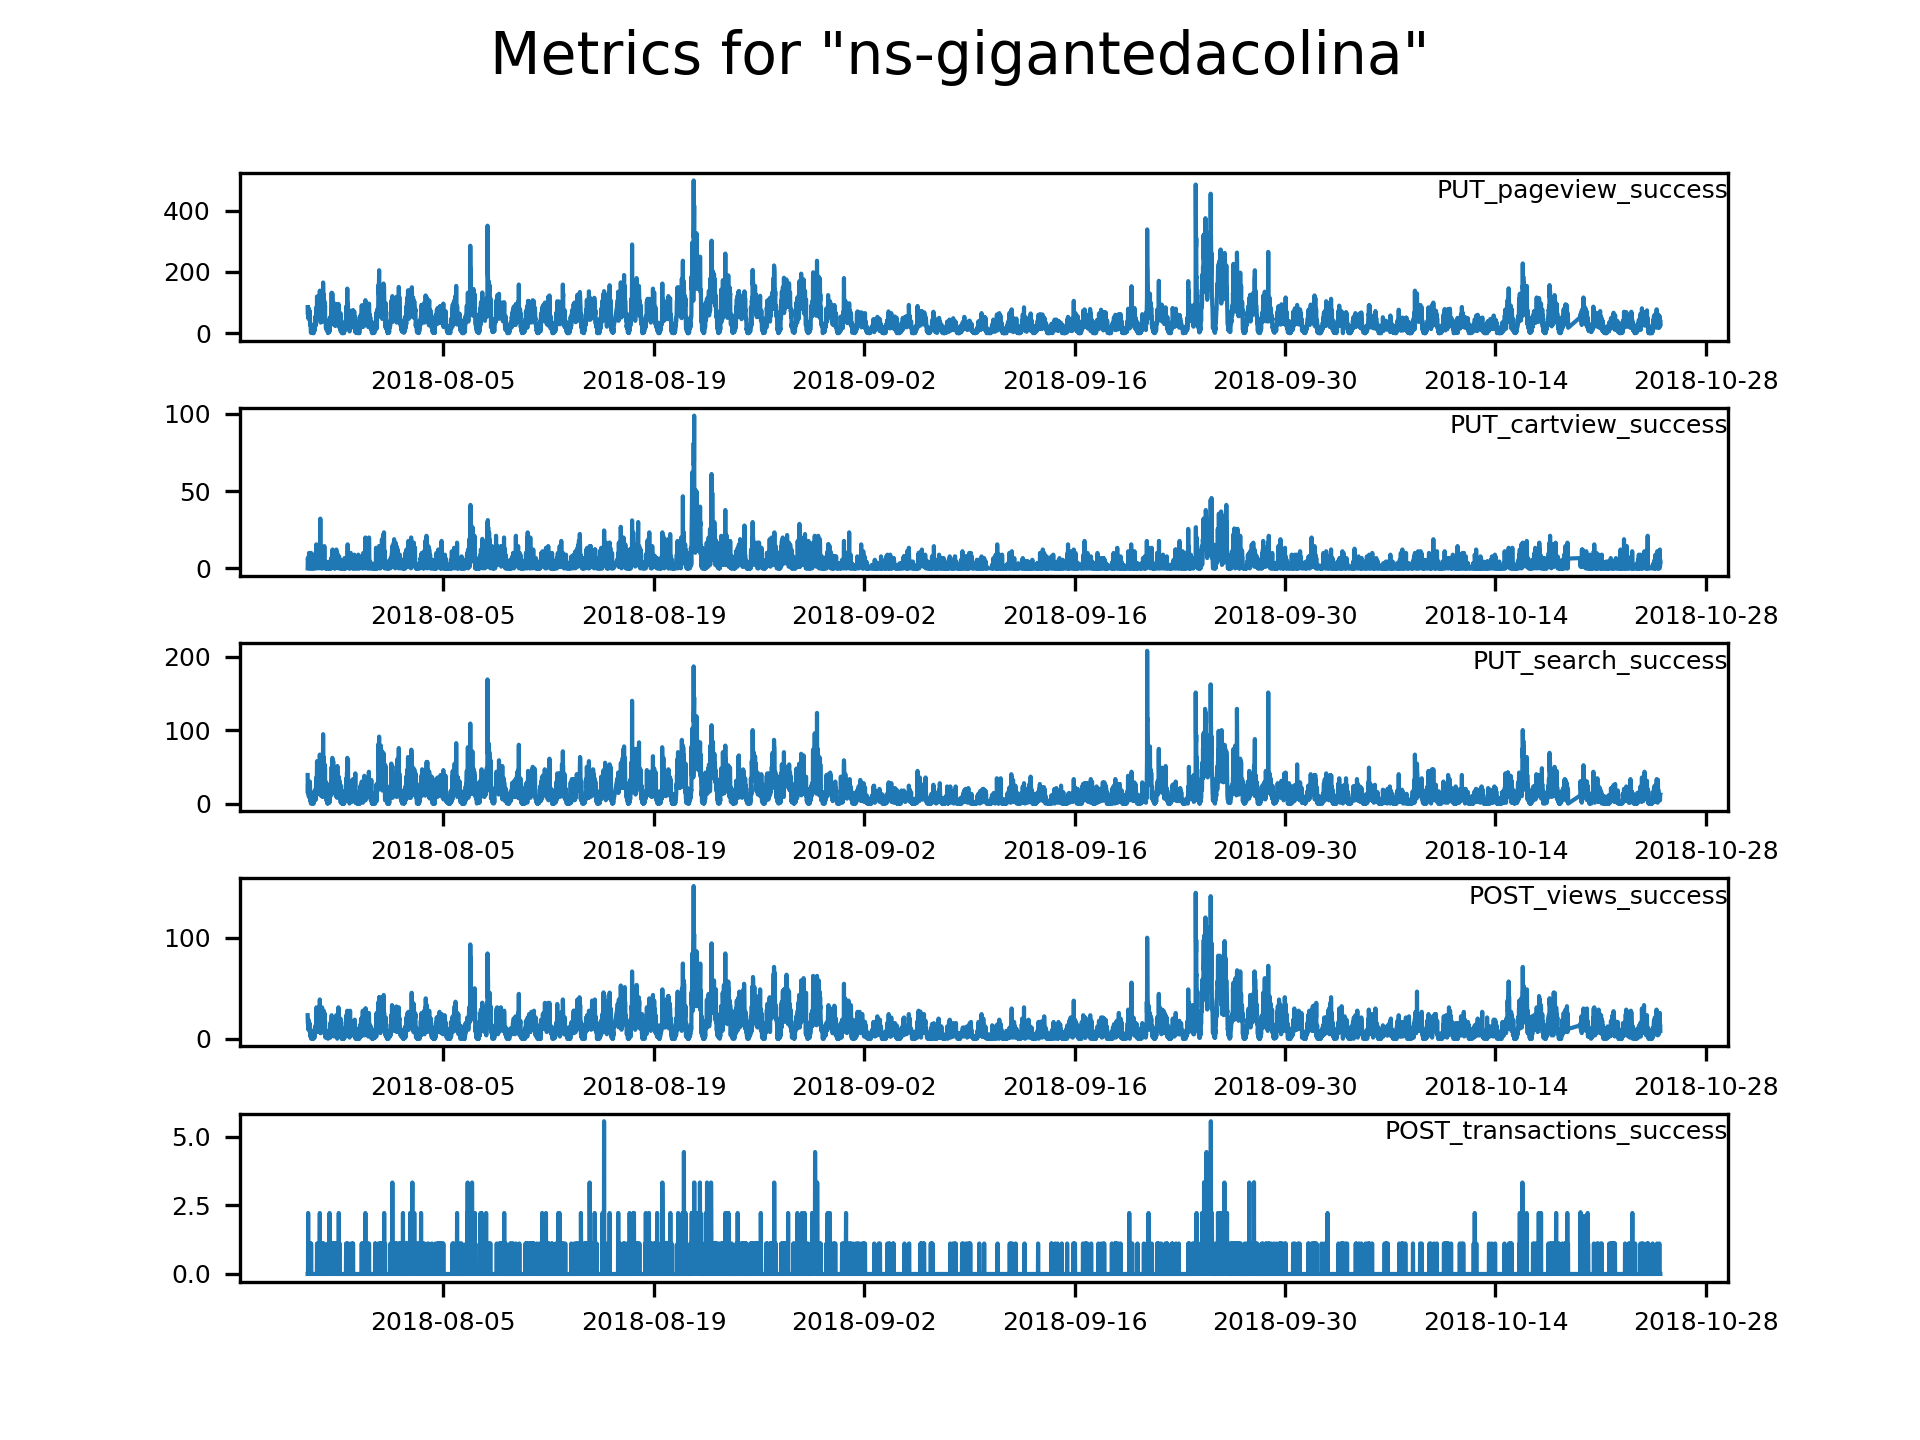 Metrics for "ns-gigantedacolina"
PUT_pageview_success
400
200
0
2018-08-05 2018-08-19 2018-09-02 2018-09-16 2018-09-30 2018-10-14 2018-10-28
PUT_cartview_success
100
50
0
2018-08-05 2018-08-19 2018-09-02 2018-09-16 2018-09-30 2018-10-14 2018-10-28
PUT_search_success
200
100
0
2018-08-05 2018-08-19 2018-09-02 2018-09-16 2018-09-30 2018-10-14 2018-10-28
POST_views_success
100
0
2018-08-05 2018-08-19 2018-09-02 2018-09-16 2018-09-30 2018-10-14 2018-10-28
POST_transactions_success
5.0
2.5
0.0
2018-08-05 2018-08-19 2018-09-02 2018-09-16 2018-09-30 2018-10-14 2018-10-28